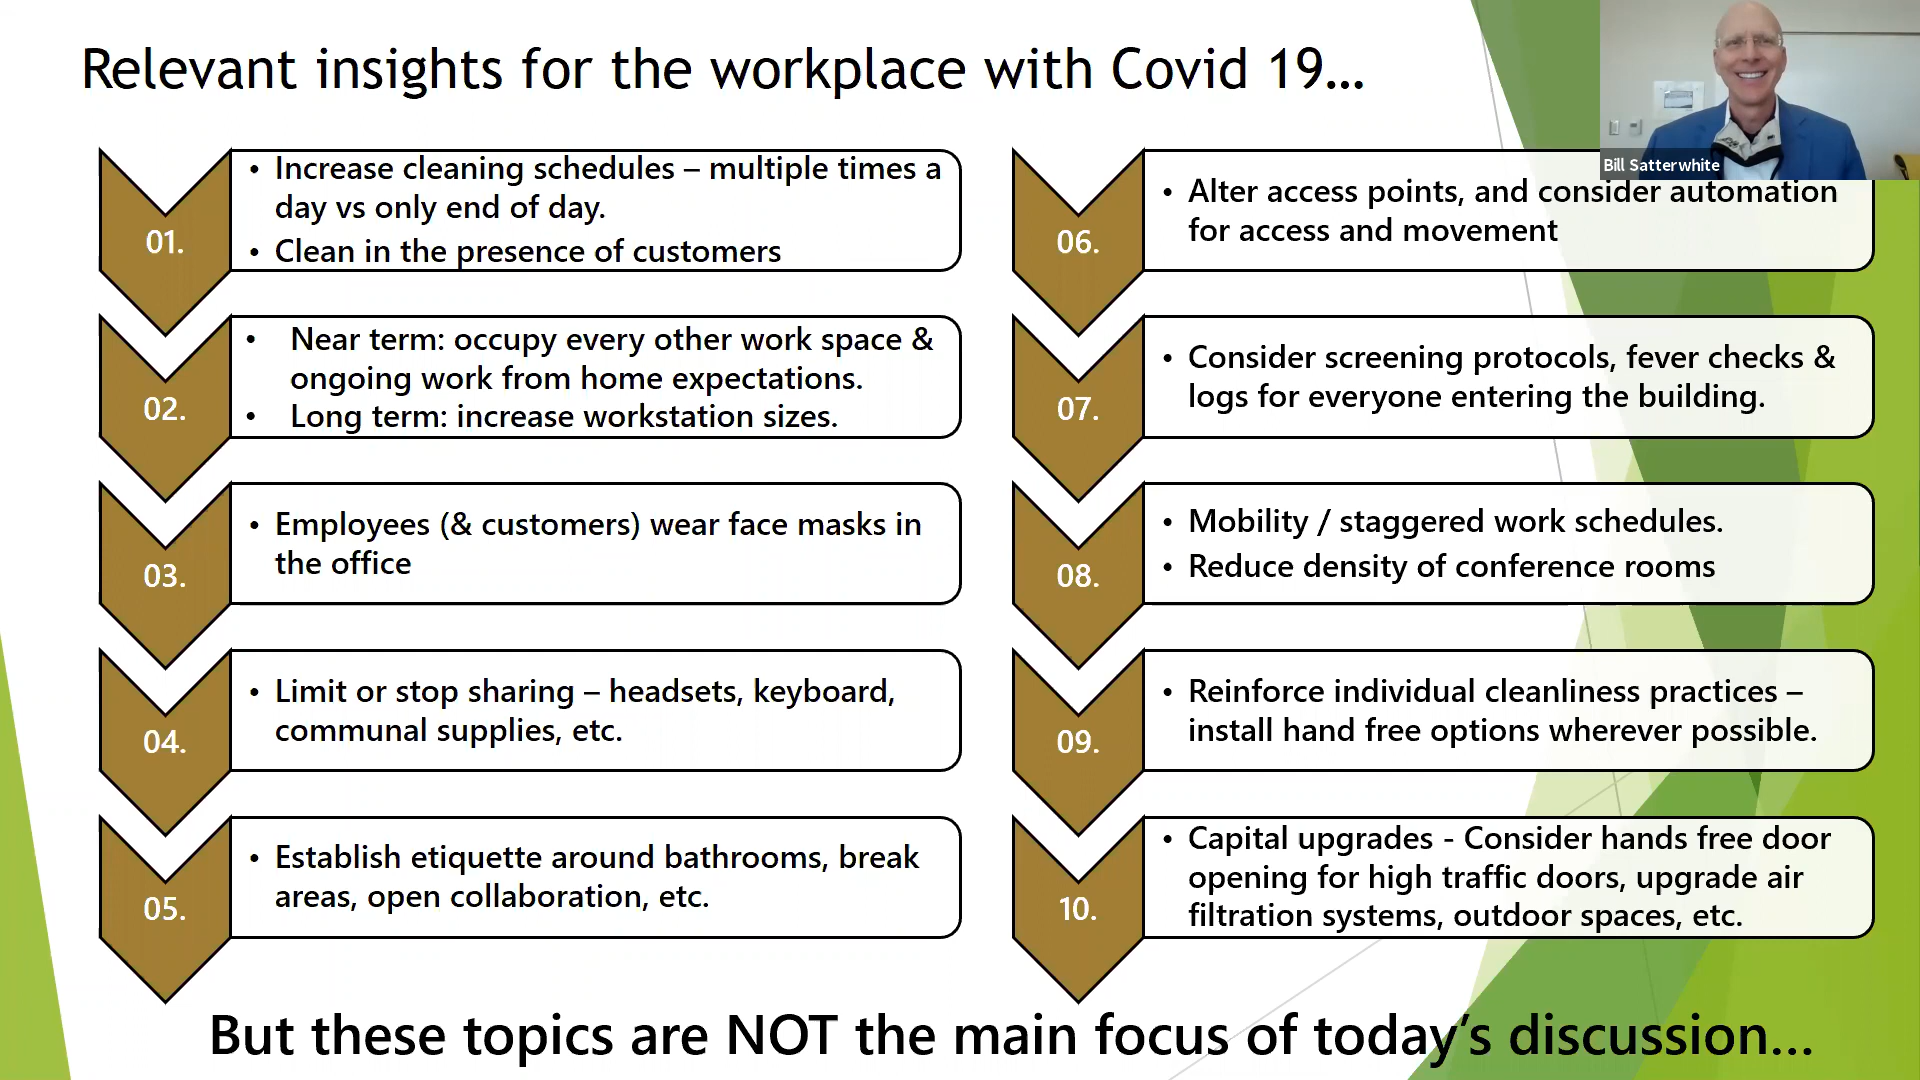 Relevant insights for the workplace with Covid 19...
Bill Satterwhite
01.
• Increase cleaning schedules – multiple times a
day vs only end of day.
• Clean in the presence of customers
02.
• Near term: occupy every other work space &
ongoing work from home expectations.
• Long term: increase workstation sizes.
03.
• Employees (& customers) wear face masks in
the office
04.
• Limit or stop sharing – headsets, keyboard,
communal supplies, etc.
05.
• Establish etiquette around bathrooms, break
areas, open collaboration, etc.
06.
• Alter access points, and consider automation
for access and movement
07.
• Consider screening protocols, fever checks &
logs for everyone entering the building.
08.
• Mobility / staggered work schedules.
• Reduce density of conference rooms
09.
• Reinforce individual cleanliness practices –
install hand free options wherever possible.
10.
• Capital upgrades - Consider hands free door
opening for high traffic doors, upgrade air
filtration systems, outdoor spaces, etc.
But these topics are NOT the main focus of today's discussion...